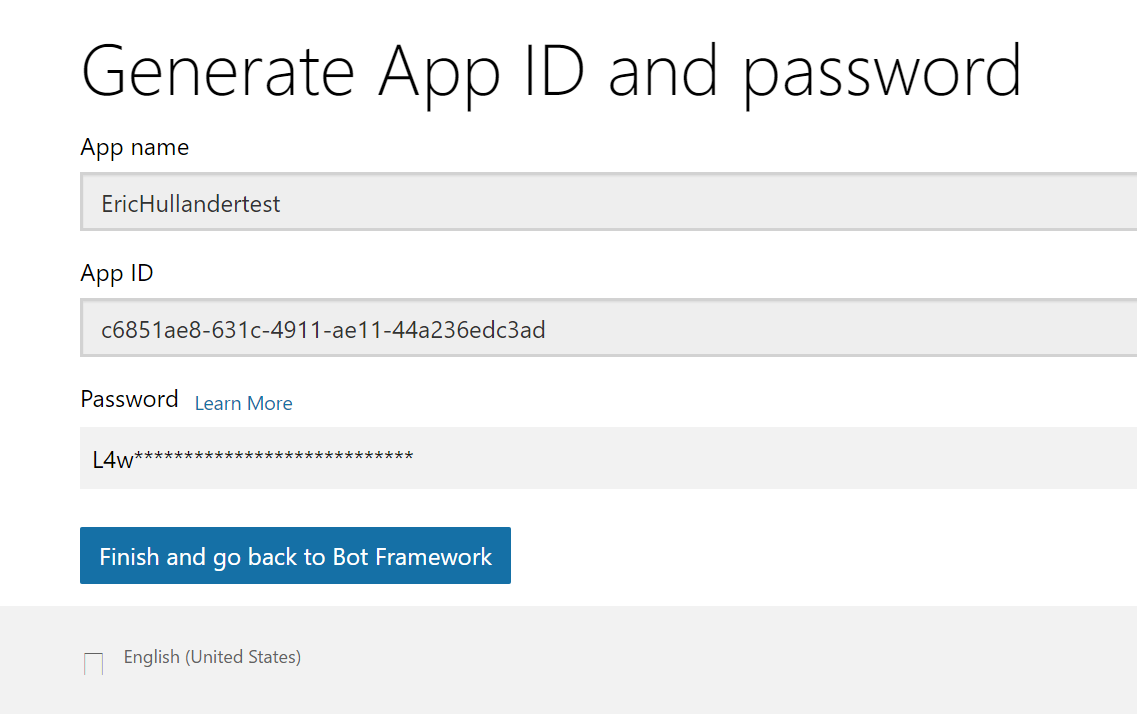 Generate App ID and password
App name
EricHullandertest
App ID
c6851ae8-631c-4911-ae11-44a236edc3ad
Password Learn More
L4w****************************
Finish and go back to Bot Framework
English (United States)